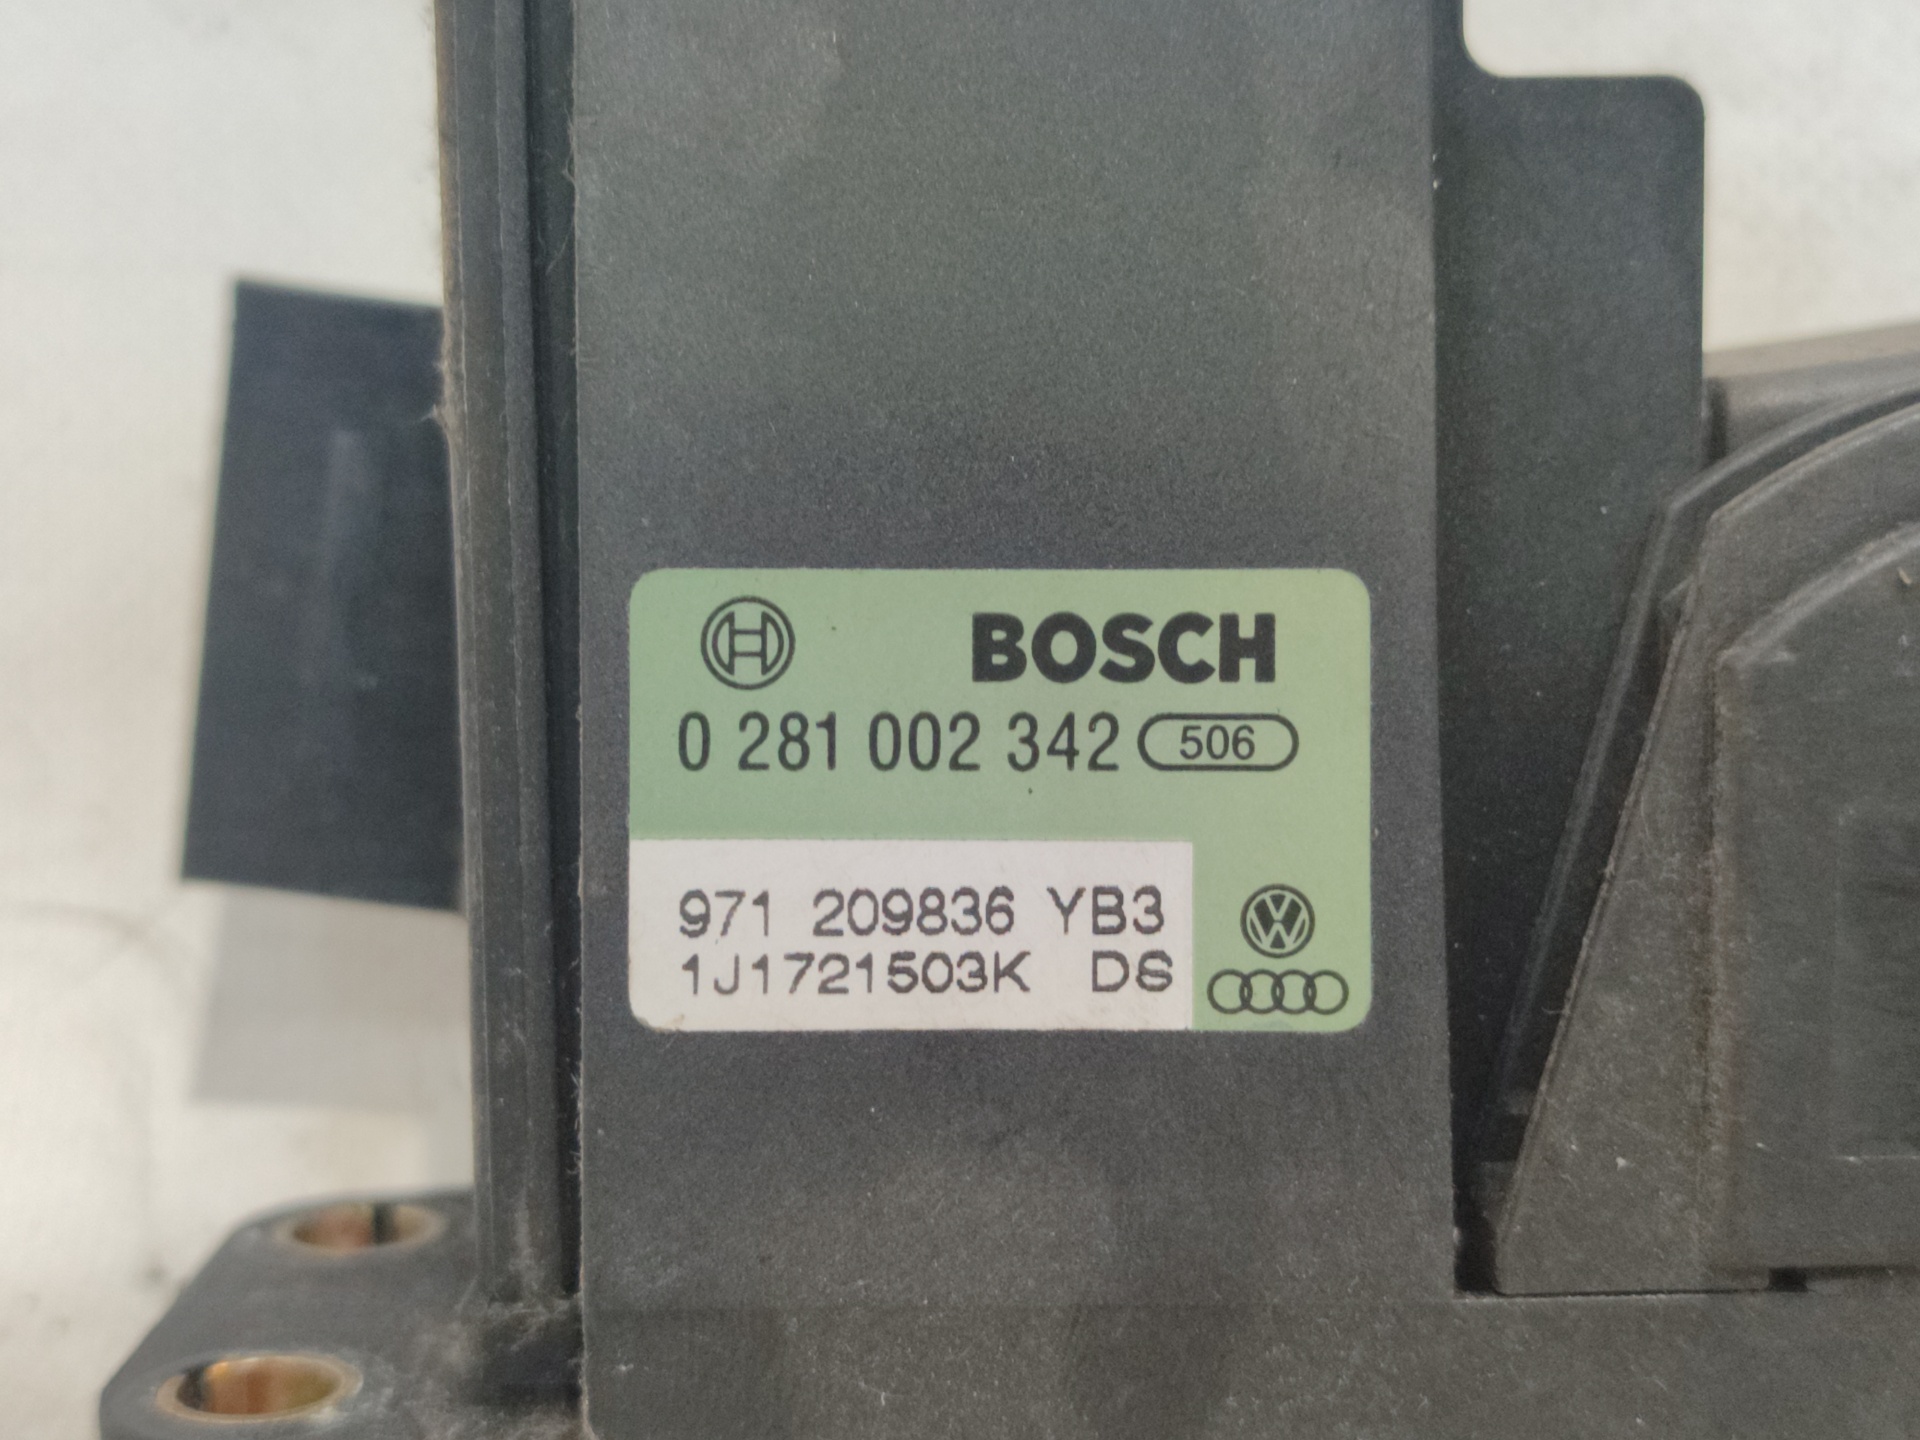 BOSCH
0 281 002 342 506
971 209836 YB3
1J1721503K DS